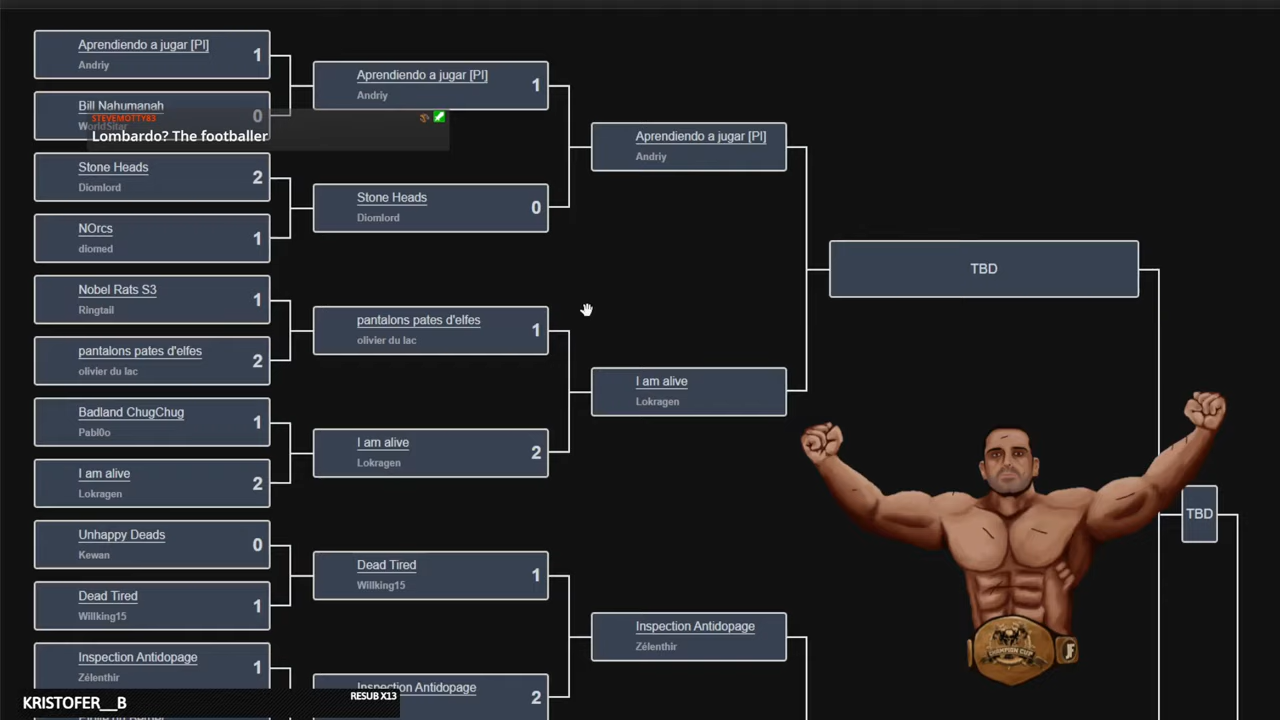 Aprendiendo a jugar [PI]
Andriy
1
Bill Nahumanah
WorldSitar
0
STEVEMOTTY83
Lombardo? The footballer
Stone Heads
Diomlord
2
NOrcs
diomed
1
Nobel Rats S3
Ringtail
1
pantalons pates d'elfes
olivier du lac
2
Badland ChugChug
Pabl0o
1
I am alive
Lokragen
2
Unhappy Deads
Kewan
0
Dead Tired
Willking15
1
Inspection Antidopage
Zélenthir
1
Aprendiendo a jugar [PI]
Andriy
1
Stone Heads
Diomlord
0
pantalons pates d'elfes
olivier du lac
1
I am alive
Lokragen
2
Dead Tired
Willking15
1
Inspection Antidopage
2
Aprendiendo a jugar [PI]
Andriy
I am alive
Lokragen
Inspection Antidopage
Zélenthir
TBD
TBD
CHAMPION CUP
KRISTOFER__B
RESUB X13